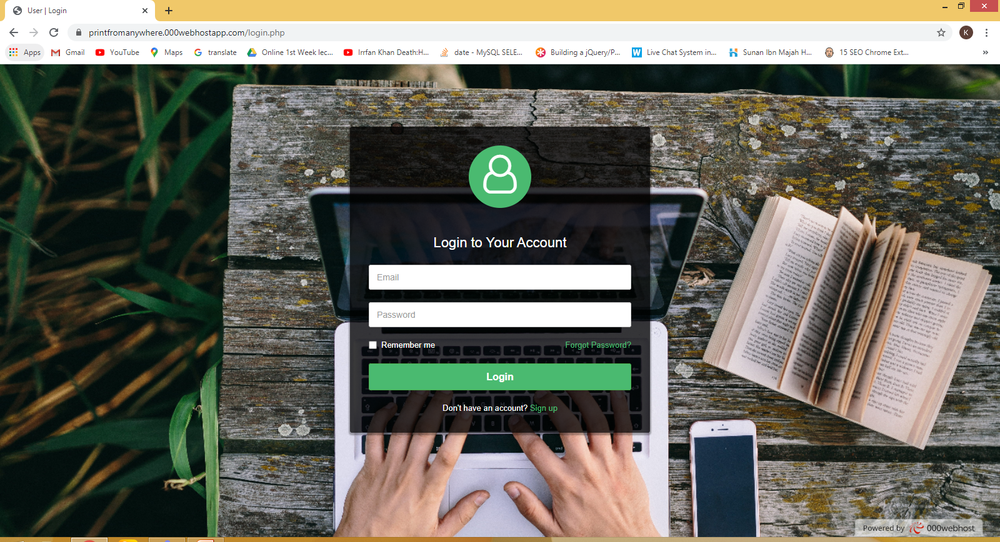 User | Login
printfromanywhere.000webhostapp.com/login.php
K
Apps Gmail YouTube Maps translate Online 1st Week lec... Irrfan Khan Death:H... date - MySQL SELE... Building a jQuery/P... Live Chat System in... Sunan Ibn Majah H... 15 SEO Chrome Ext... »
Login to Your Account
Email
Password
Remember me Forgot Password?
Login
Don't have an account? Sign up
Powered by 000webhost